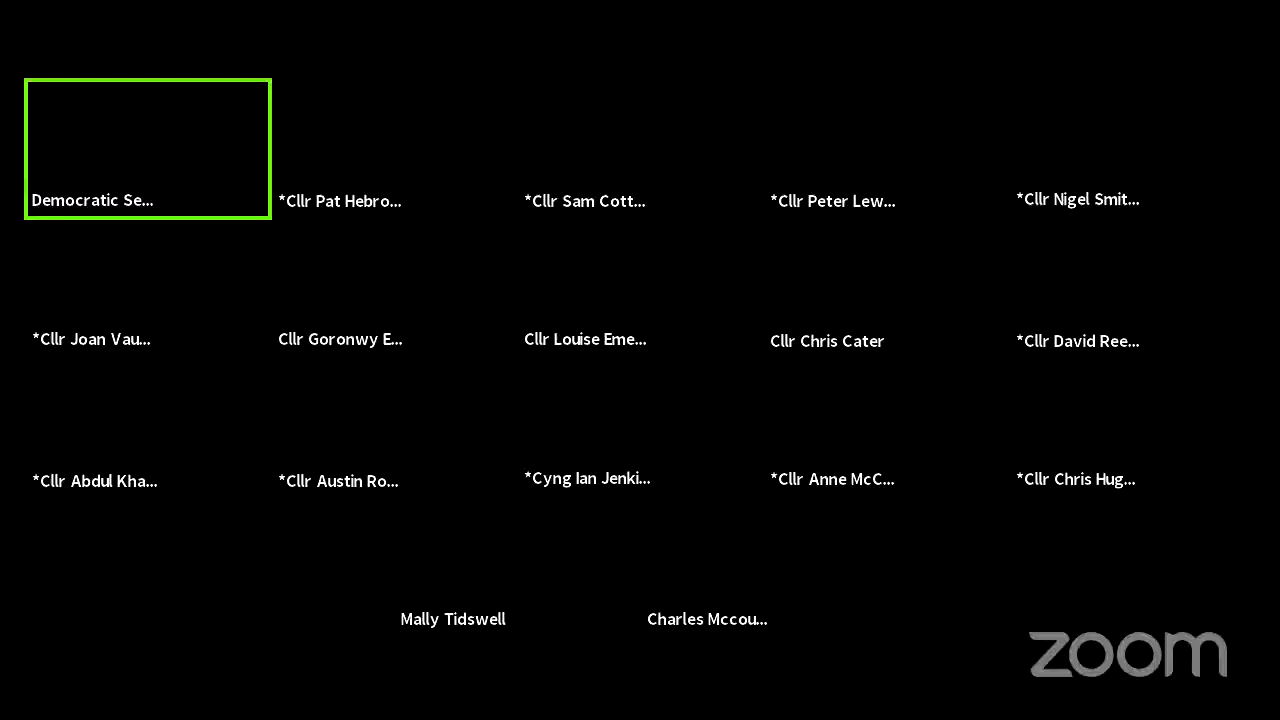 Democratic Se...
*Cllr Pat Hebro...
*Cllr Sam Cott...
*Cllr Peter Lew...
*Cllr Nigel Smit...
*Cllr Joan Vau...
Cllr Goronwy E...
Cllr Louise Eme...
Cllr Chris Cater
*Cllr David Ree...
*Cllr Abdul Kha...
*Cllr Austin Ro...
*Cyng Ian Jenki...
*Cllr Anne McC...
*Cllr Chris Hug...
Mally Tidswell
Charles Mccou...
zoom